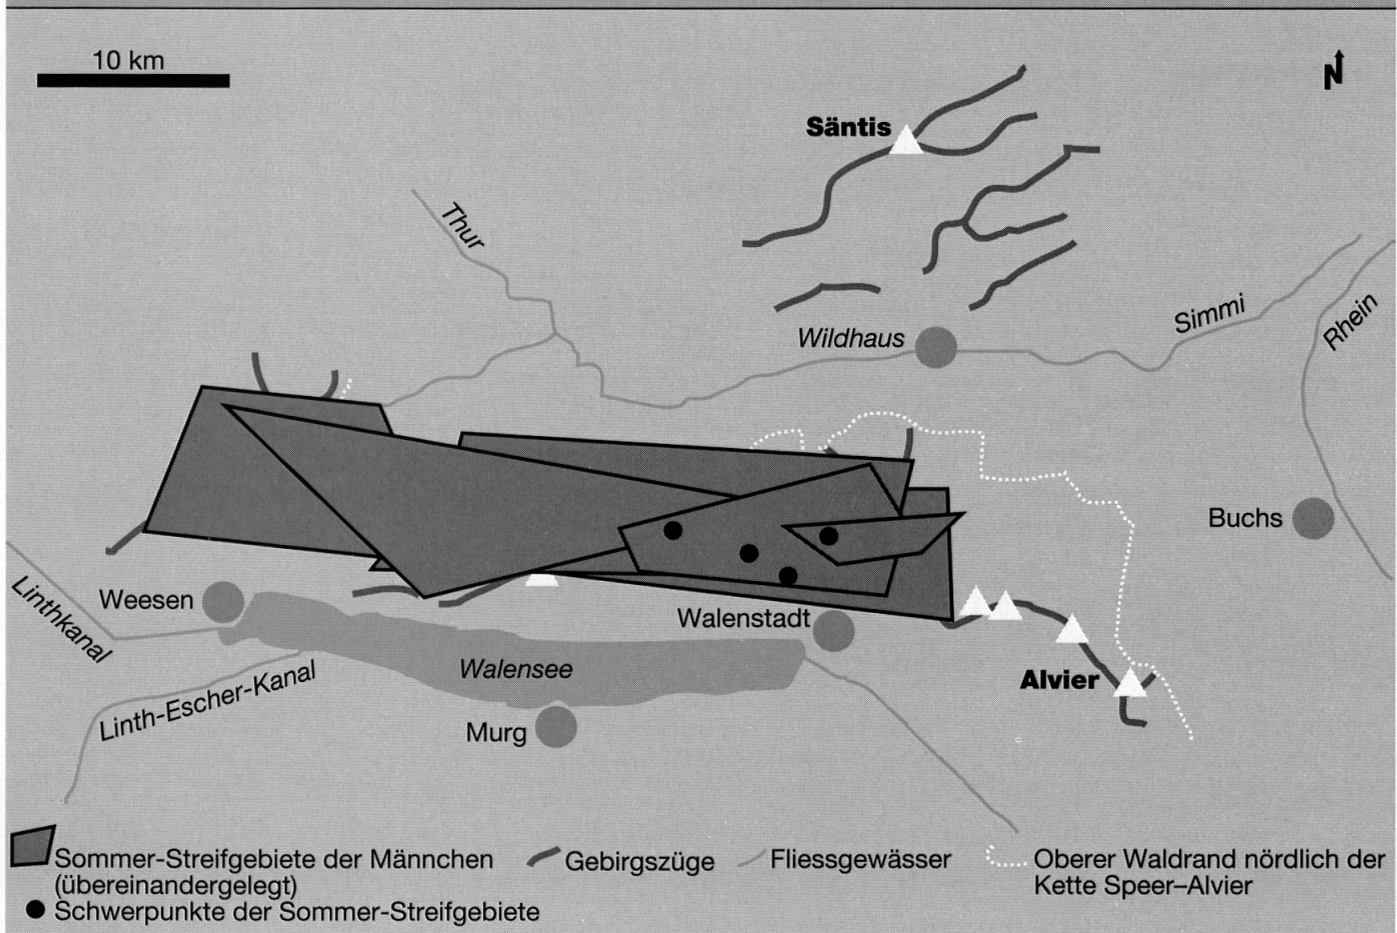 10 km
N
Säntis
Thur
Simmi
Rhein
Wildhaus
Buchs
Weesen
Linthkanal
Walenstadt
Walensee
Alvier
Linth-Escher-Kanal
Murg
Sommer-Streifgebiete der Männchen
(übereinandergelegt)
Schwerpunkte der Sommer-Streifgebiete
Gebirgszüge
Fliessgewässer
Oberer Waldrand nördlich der
Kette Speer–Alvier